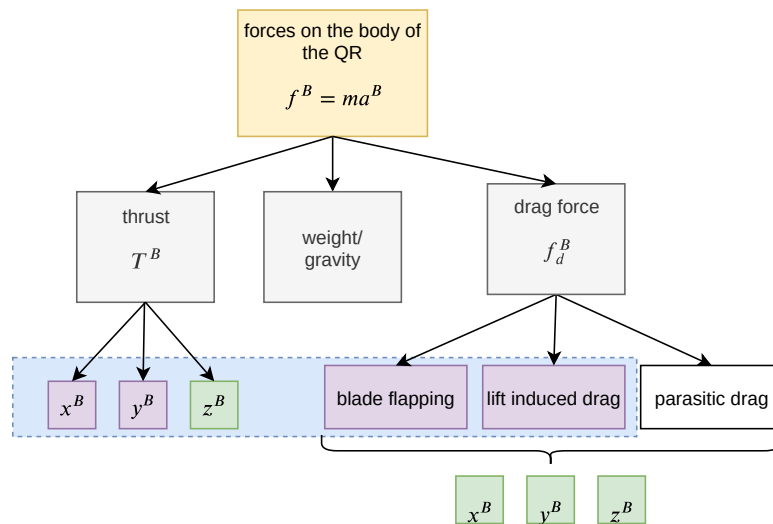 forces on the body of
the QR
f^B = ma^B
thrust
T^B
weight/
gravity
drag force
f_d^B
x^B
y^B
z^B
blade flapping
lift induced drag
parasitic drag
x^B
y^B
z^B